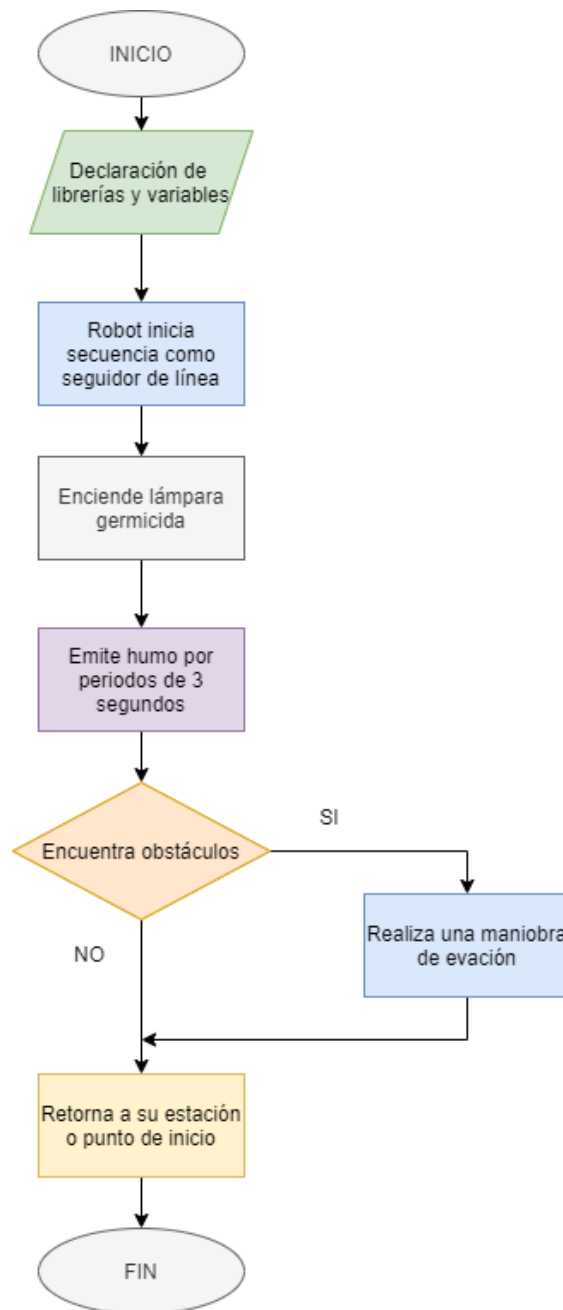 INICIO
Declaración de
librerías y variables
Robot inicia
secuencia como
seguidor de línea
Enciende lámpara
germicida
Emite humo por
periodos de 3
segundos
Encuentra obstáculos
SI
Realiza una maniobra
de evación
NO
Retorna a su estación
o punto de inicio
FIN